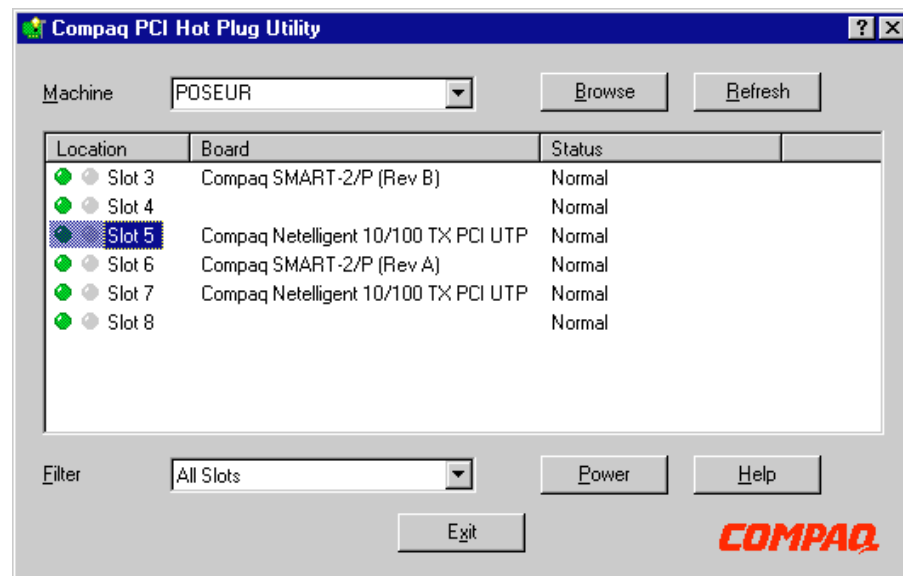 Compaq PCI Hot Plug Utility
Machine POSEUR Browse Refresh
Location Board Status
Slot 3 Compaq SMART-2/P (Rev B) Normal
Slot 4 Normal
Slot 5 Compaq Netelligent 10/100 TX PCI UTP Normal
Slot 6 Compaq SMART-2/P (Rev A) Normal
Slot 7 Compaq Netelligent 10/100 TX PCI UTP Normal
Slot 8 Normal
Filter All Slots Power Help
Exit COMPAQ